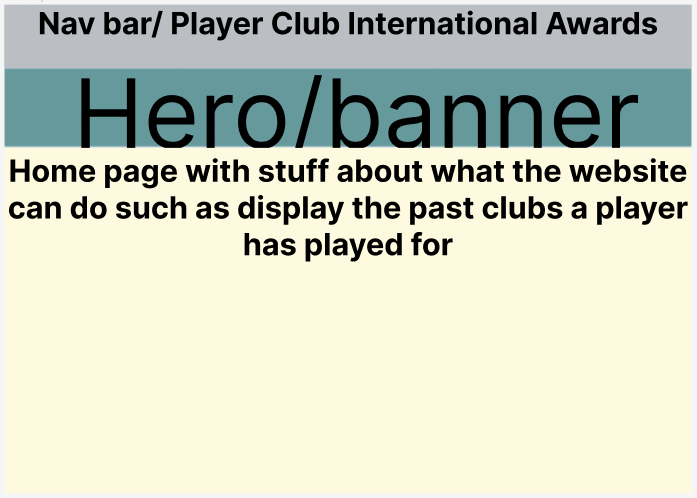 Nav bar/ Player Club International Awards
Hero/banner
Home page with stuff about what the website
can do such as display the past clubs a player
has played for